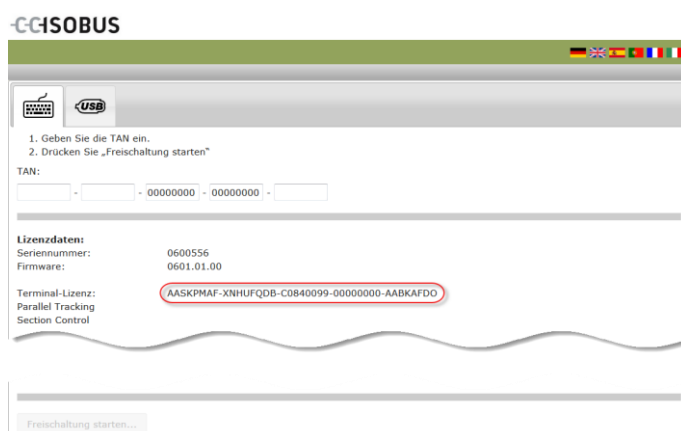 CCISOBUS
USB
1. Geben Sie die TAN ein.
2. Drücken Sie „Freischaltung starten"
TAN:
- - 00000000 - 00000000 -
Lizenzdaten:
Seriennummer: 0600556
Firmware: 0601.01.00
Terminal-Lizenz: AASKPMAF-XNHUFQDB-C0840099-00000000-AABKAFDO
Parallel Tracking
Section Control
Freischaltung starten...